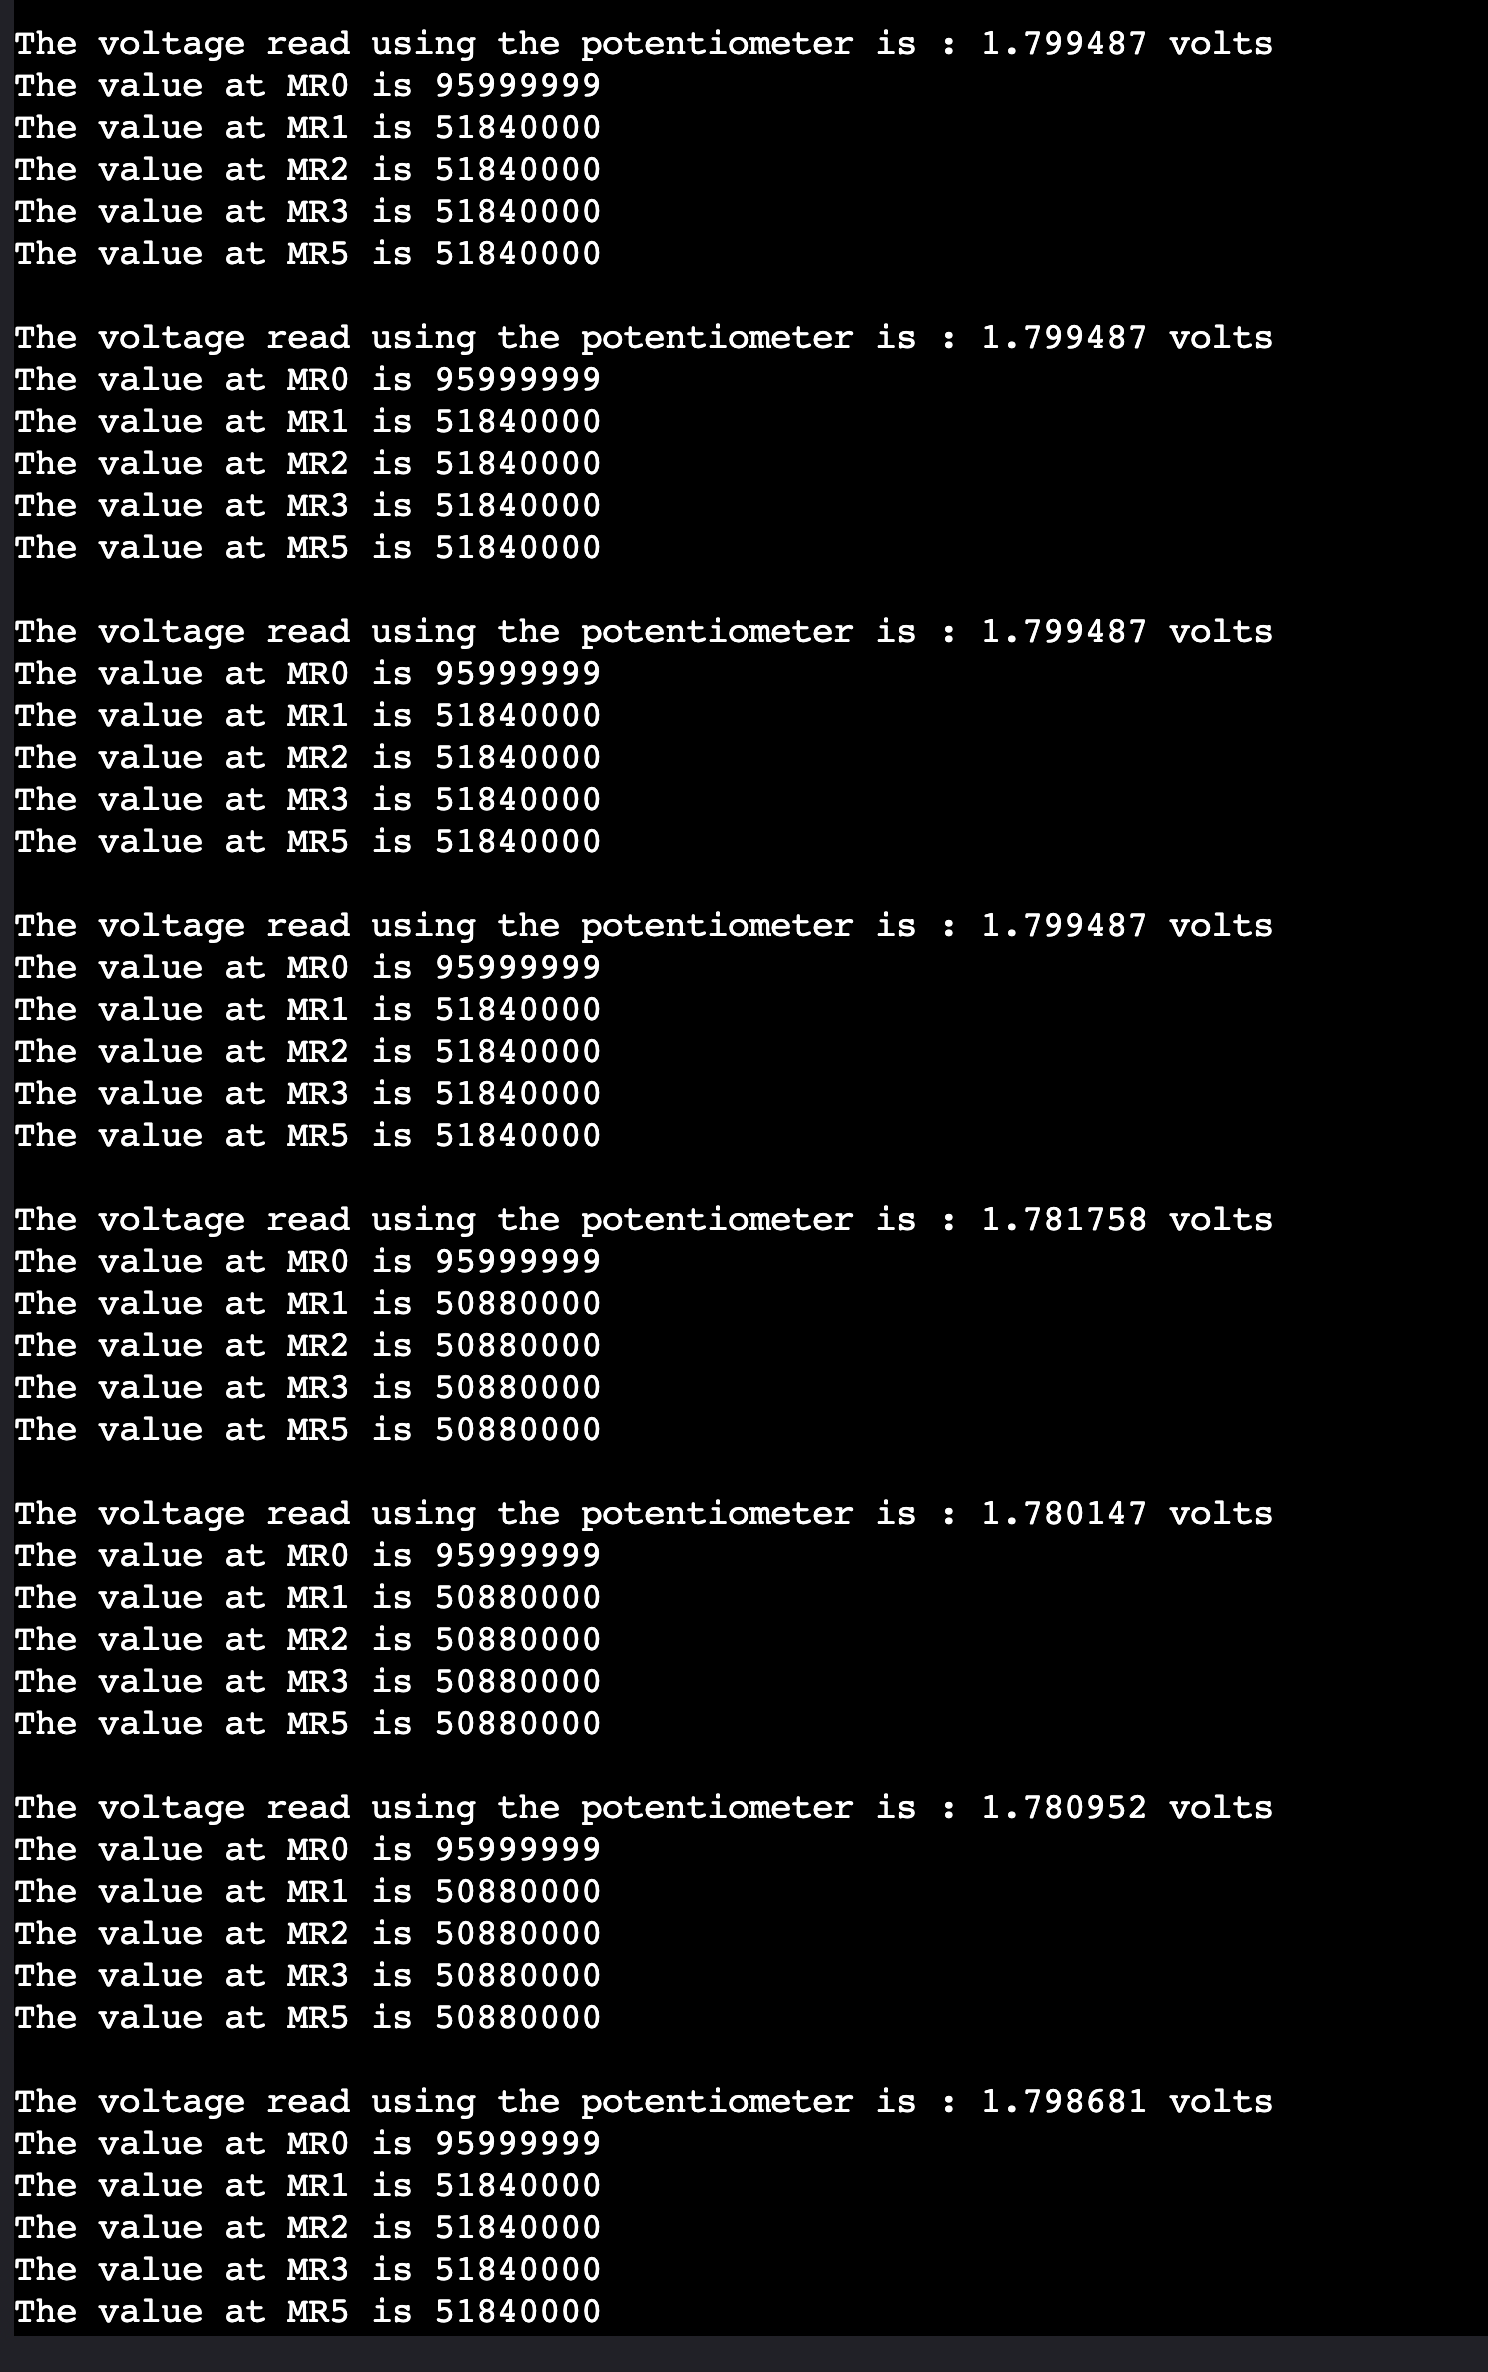 The voltage read using the potentiometer is : 1.799487 volts
The value at MR0 is 95999999
The value at MR1 is 51840000
The value at MR2 is 51840000
The value at MR3 is 51840000
The value at MR5 is 51840000
The voltage read using the potentiometer is : 1.799487 volts
The value at MR0 is 95999999
The value at MR1 is 51840000
The value at MR2 is 51840000
The value at MR3 is 51840000
The value at MR5 is 51840000
The voltage read using the potentiometer is : 1.799487 volts
The value at MR0 is 95999999
The value at MR1 is 51840000
The value at MR2 is 51840000
The value at MR3 is 51840000
The value at MR5 is 51840000
The voltage read using the potentiometer is : 1.799487 volts
The value at MR0 is 95999999
The value at MR1 is 51840000
The value at MR2 is 51840000
The value at MR3 is 51840000
The value at MR5 is 51840000
The voltage read using the potentiometer is : 1.781758 volts
The value at MR0 is 95999999
The value at MR1 is 50880000
The value at MR2 is 50880000
The value at MR3 is 50880000
The value at MR5 is 50880000
The voltage read using the potentiometer is : 1.780147 volts
The value at MR0 is 95999999
The value at MR1 is 50880000
The value at MR2 is 50880000
The value at MR3 is 50880000
The value at MR5 is 50880000
The voltage read using the potentiometer is : 1.780952 volts
The value at MR0 is 95999999
The value at MR1 is 50880000
The value at MR2 is 50880000
The value at MR3 is 50880000
The value at MR5 is 50880000
The voltage read using the potentiometer is : 1.798681 volts
The value at MR0 is 95999999
The value at MR1 is 51840000
The value at MR2 is 51840000
The value at MR3 is 51840000
The value at MR5 is 51840000